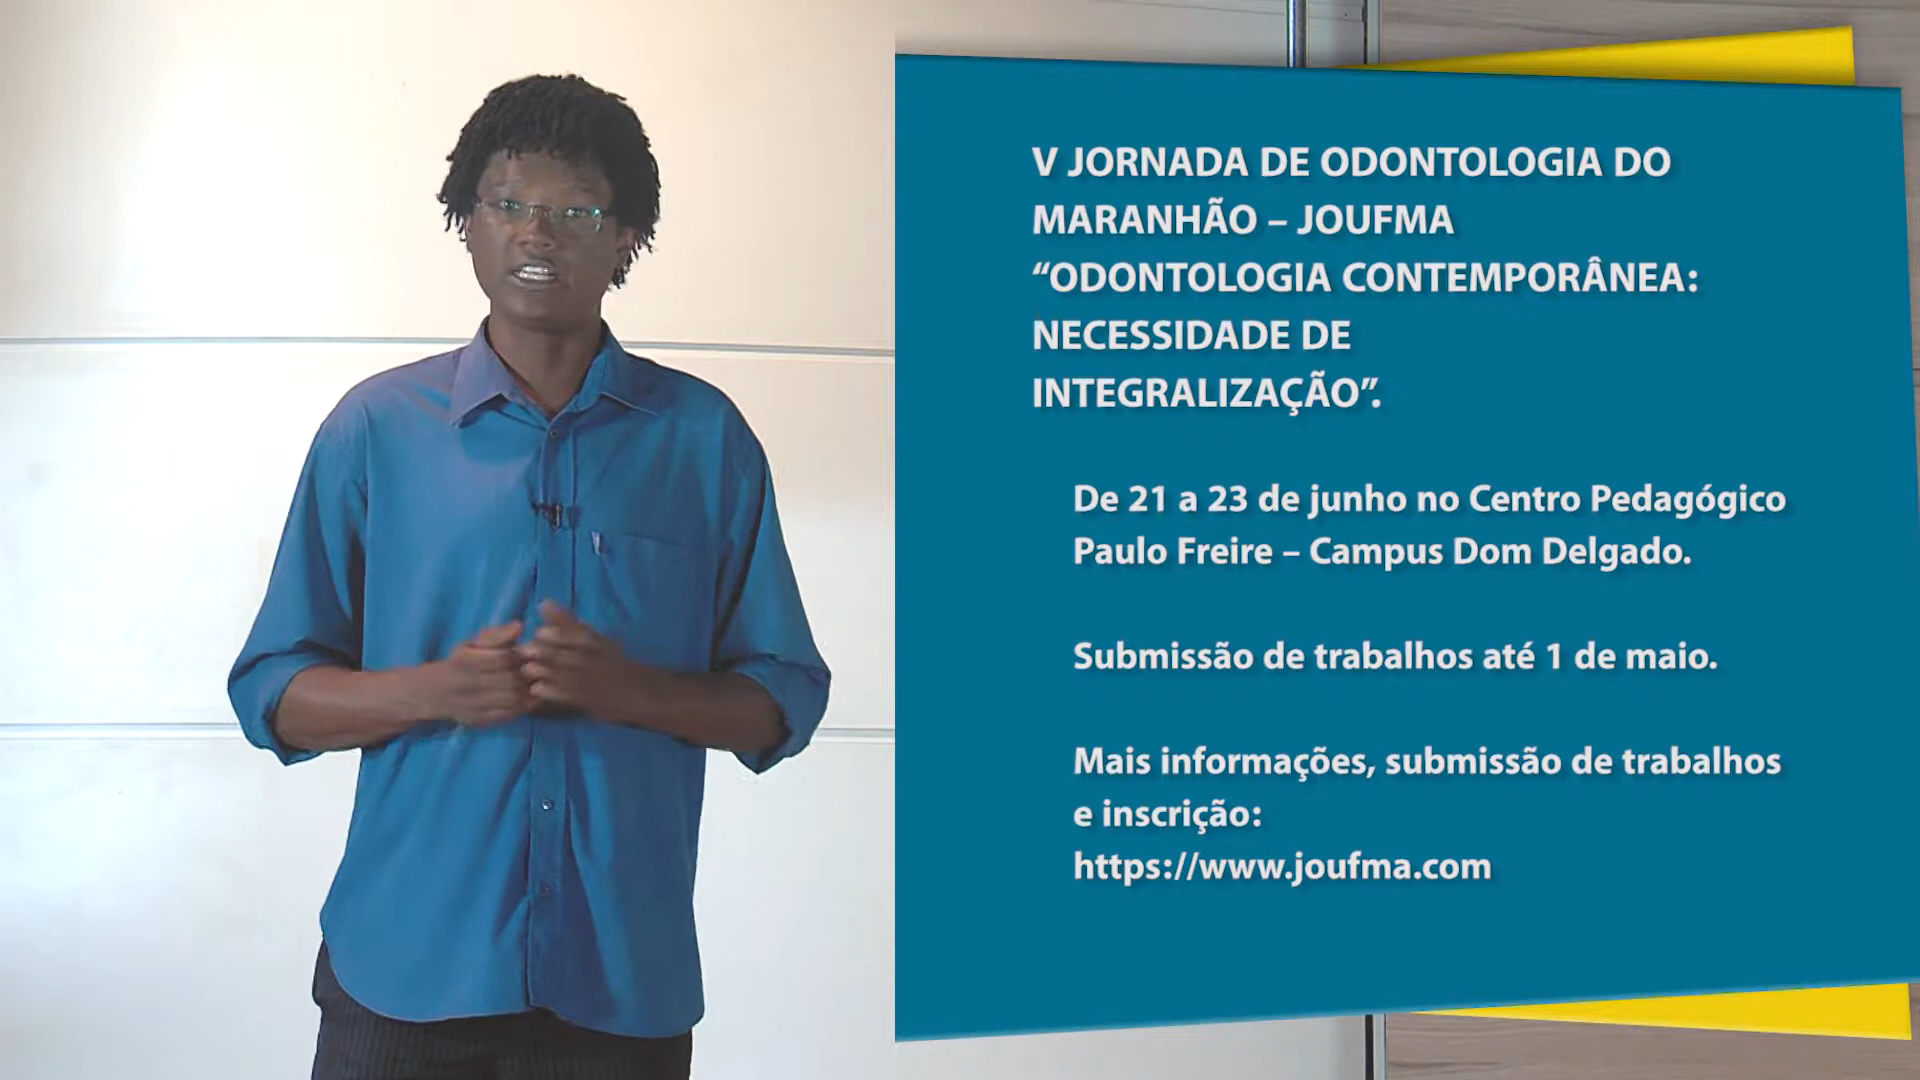 V JORNADA DE ODONTOLOGIA DO
MARANHÃO – JOUFMA
“ODONTOLOGIA CONTEMPORÂNEA:
NECESSIDADE DE
INTEGRALIZAÇÃO”.
De 21 a 23 de junho no Centro Pedagógico
Paulo Freire – Campus Dom Delgado.
Submissão de trabalhos até 1 de maio.
Mais informações, submissão de trabalhos
e inscrição:
https://www.joufma.com